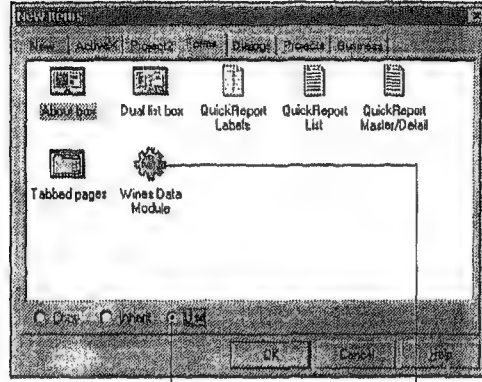 New Items
New ActiveX Project2 Forms Dialogs Projects Business
About box Dual list box QuickReport QuickReport QuickReport
Labels List Master/Detail
Tabbed pages Wines Data
Module
Copy Inherit Use
OK Cancel Help